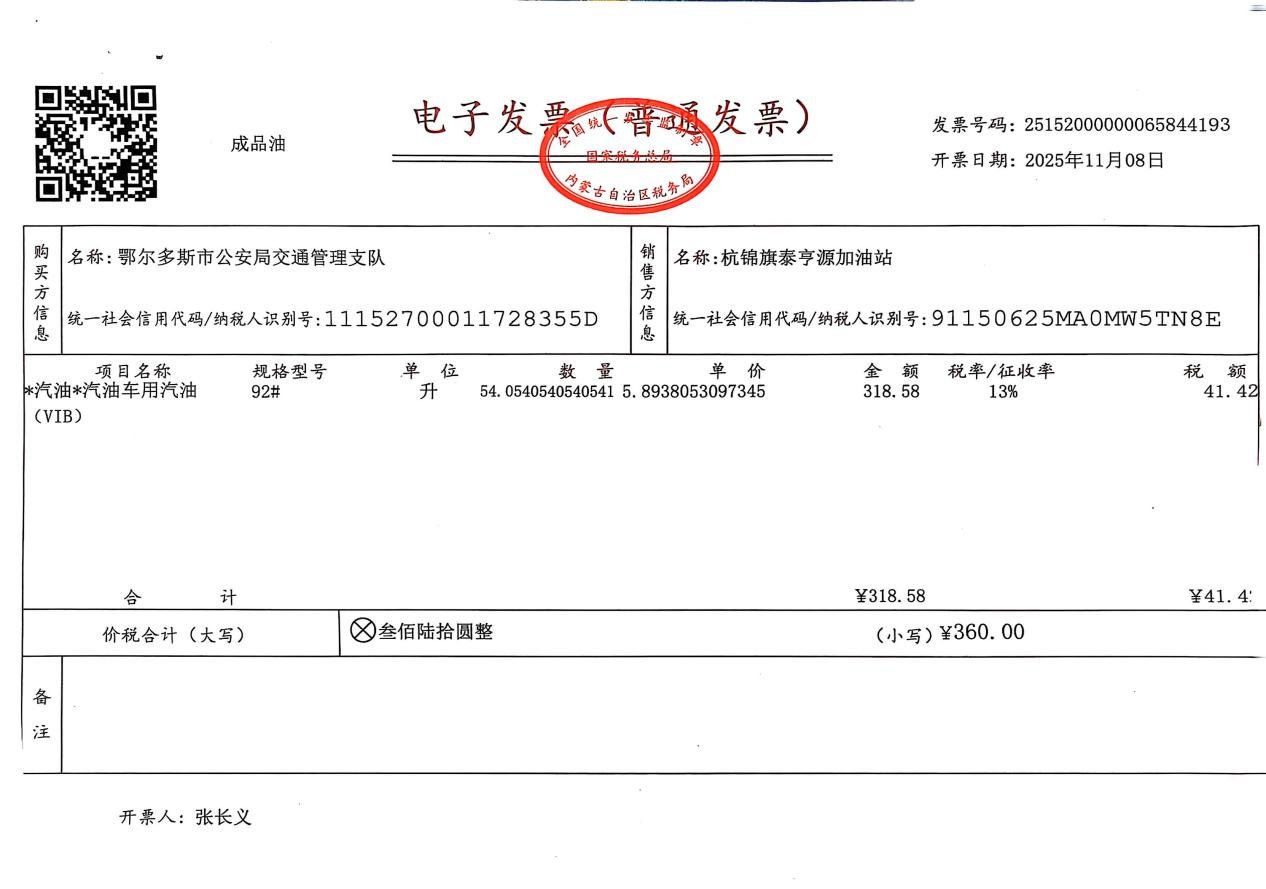 电子发票（普通发票）
全国统一发票监制章
国家税务总局
内蒙古自治区税务局
成品油
发票号码：25152000000065844193
开票日期：2025年11月08日
购买方信息
名称：鄂尔多斯市公安局交通管理支队
统一社会信用代码/纳税人识别号：11152700011728355D
销售方信息
名称：杭锦旗泰亨源加油站
统一社会信用代码/纳税人识别号：91150625MA0MW5TN8E
项目名称 规格型号 单位 数量 单价 金额 税率/征收率 税额
*汽油*汽油车用汽油 92# 升 54.0540540540541 5.8938053097345 318.58 13% 41.42
（VIB）
合计 ¥318.58 ¥41.4
价税合计（大写） ⊗叁佰陆拾圆整 （小写）¥360.00
备注
开票人：张长义